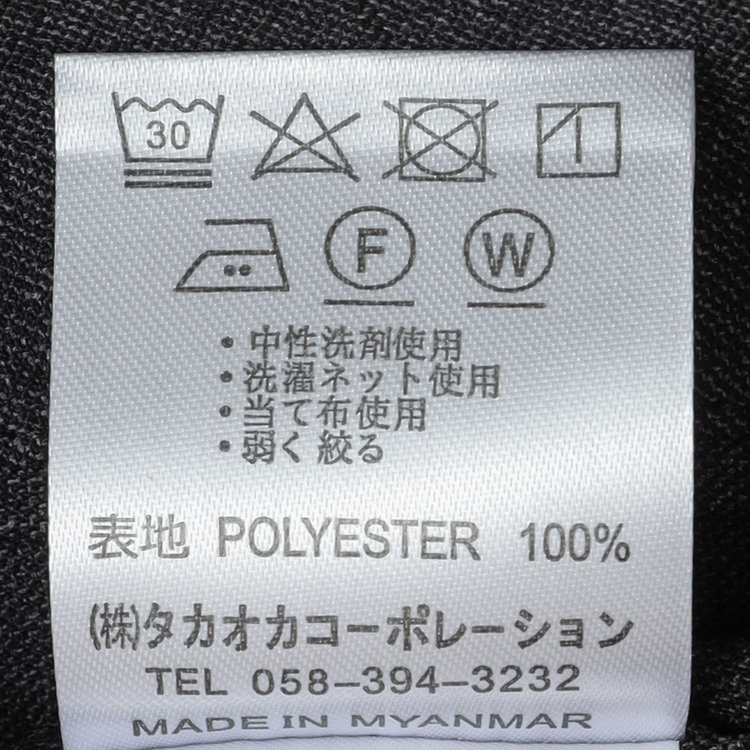 30
F W
・中性洗剤使用
・洗濯ネット使用
・当て布使用
・弱く絞る
表地 POLYESTER 100%
(株)タカオカコーポレーション
TEL 058-394-3232
MADE IN MYANMAR